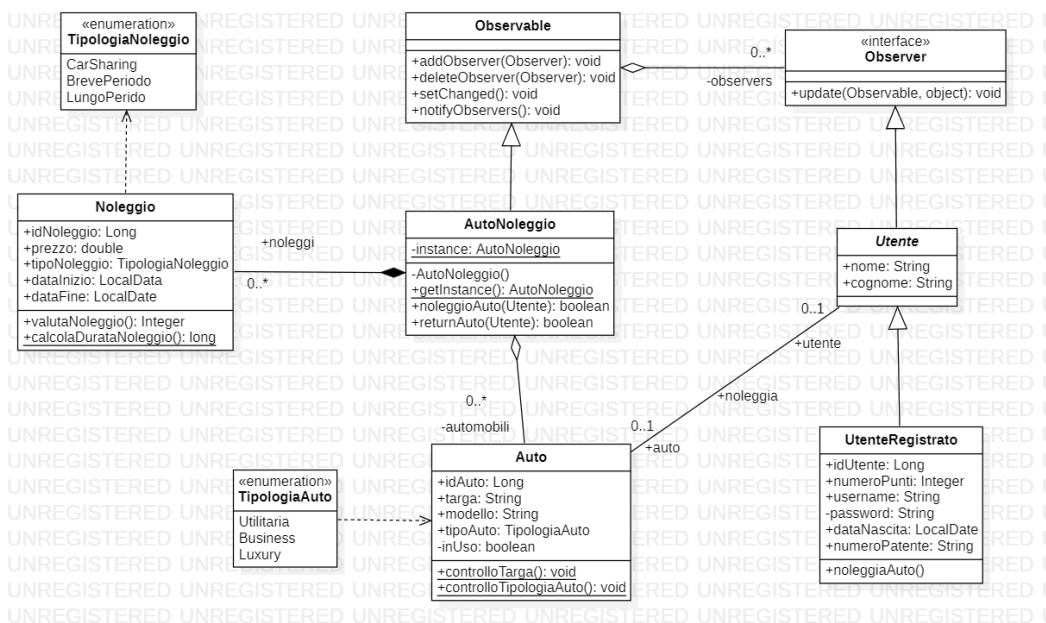 «enumeration»
TipologiaNoleggio
CarSharing
BrevePeriodo
LungoPerido
Observable
+addObserver(Observer): void
+deleteObserver(Observer): void
+setChanged(): void
+notifyObservers(): void
0..*
-observers
«interface»
Observer
+update(Observable, object): void
Noleggio
+idNoleggio: Long
+prezzo: double
+tipoNoleggio: TipologiaNoleggio
+dataInizio: LocalData
+dataFine: LocalDate
+valutaNoleggio(): Integer
+calcolaDurataNoleggio(): long
+noleggi
0..*
AutoNoleggio
-instance: AutoNoleggio
-AutoNoleggio()
+getInstance(): AutoNoleggio
+noleggioAuto(Utente): boolean
+returnAuto(Utente): boolean
Utente
+nome: String
+cognome: String
0..1
+utente
+noleggia
0..1
+auto
0..*
-automobili
«enumeration»
TipologiaAuto
Utilitaria
Business
Luxury
Auto
+idAuto: Long
+targa: String
+modello: String
+tipoAuto: TipologiaAuto
-inUso: boolean
+controlloTarga(): void
+controlloTipologiaAuto(): void
UtenteRegistrato
+idUtente: Long
+numeroPunti: Integer
+username: String
-password: String
+dataNascita: LocalDate
+numeroPatente: String
+noleggiaAuto()
UNREGISTERED